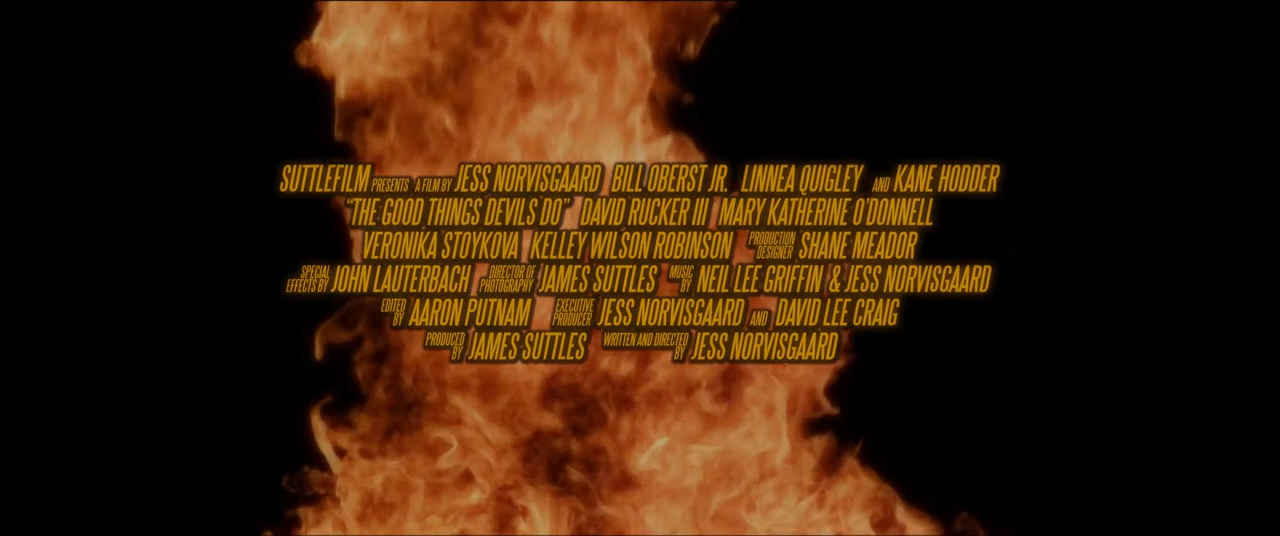 SUTTLEFILM PRESENTS A FILM BY JESS NORVISGAARD BILL OBERST JR. LINNEA QUIGLEY AND KANE HODDER
"THE GOOD THINGS DEVILS DO" DAVID RUCKER III MARY KATHERINE O'DONNELL
VERONIKA STOYKOVA KELLEY WILSON ROBINSON PRODUCTION DESIGNER SHANE MEADOR
SPECIAL EFFECTS BY JOHN LAUTERBACH DIRECTOR OF PHOTOGRAPHY JAMES SUTTLES MUSIC BY NEIL LEE GRIFFIN & JESS NORVISGAARD
EDITED BY AARON PUTNAM EXECUTIVE PRODUCER JESS NORVISGAARD AND DAVID LEE CRAIG
PRODUCED BY JAMES SUTTLES WRITTEN AND DIRECTED BY JESS NORVISGAARD